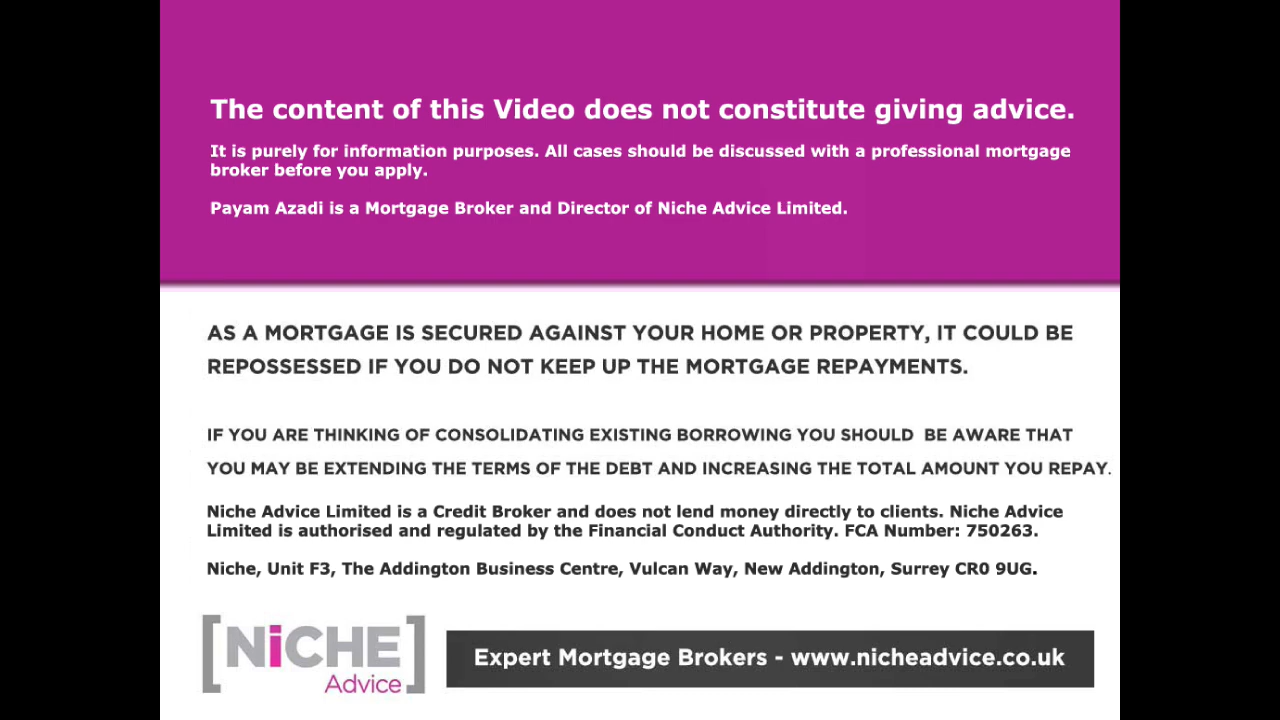 The content of this Video does not constitute giving advice.
It is purely for information purposes. All cases should be discussed with a professional mortgage
broker before you apply.
Payam Azadi is a Mortgage Broker and Director of Niche Advice Limited.
AS A MORTGAGE IS SECURED AGAINST YOUR HOME OR PROPERTY, IT COULD BE
REPOSSESSED IF YOU DO NOT KEEP UP THE MORTGAGE REPAYMENTS.
IF YOU ARE THINKING OF CONSOLIDATING EXISTING BORROWING YOU SHOULD BE AWARE THAT
YOU MAY BE EXTENDING THE TERMS OF THE DEBT AND INCREASING THE TOTAL AMOUNT YOU REPAY.
Niche Advice Limited is a Credit Broker and does not lend money directly to clients. Niche Advice
Limited is authorised and regulated by the Financial Conduct Authority. FCA Number: 750263.
Niche, Unit F3, The Addington Business Centre, Vulcan Way, New Addington, Surrey CR0 9UG.
[NiCHE]
Advice
Expert Mortgage Brokers - www.nicheadvice.co.uk